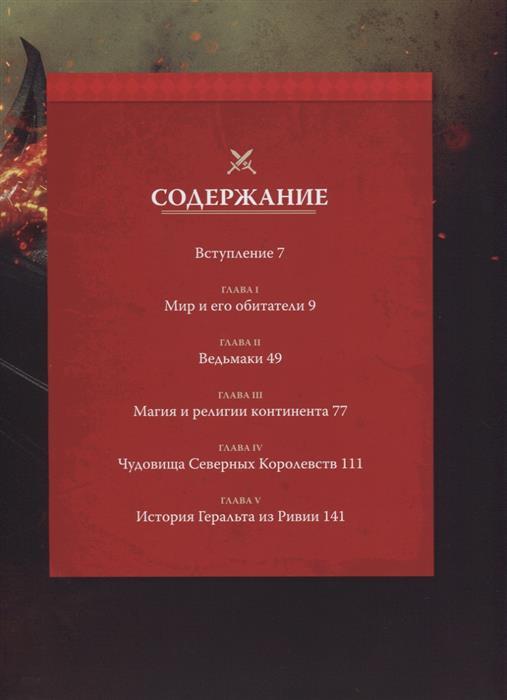 СОДЕРЖАНИЕ
Вступление 7
ГЛАВА I
Мир и его обитатели 9
ГЛАВА II
Ведьмаки 49
ГЛАВА III
Магия и религии континента 77
ГЛАВА IV
Чудовища Северных Королевств 111
ГЛАВА V
История Геральта из Ривии 141